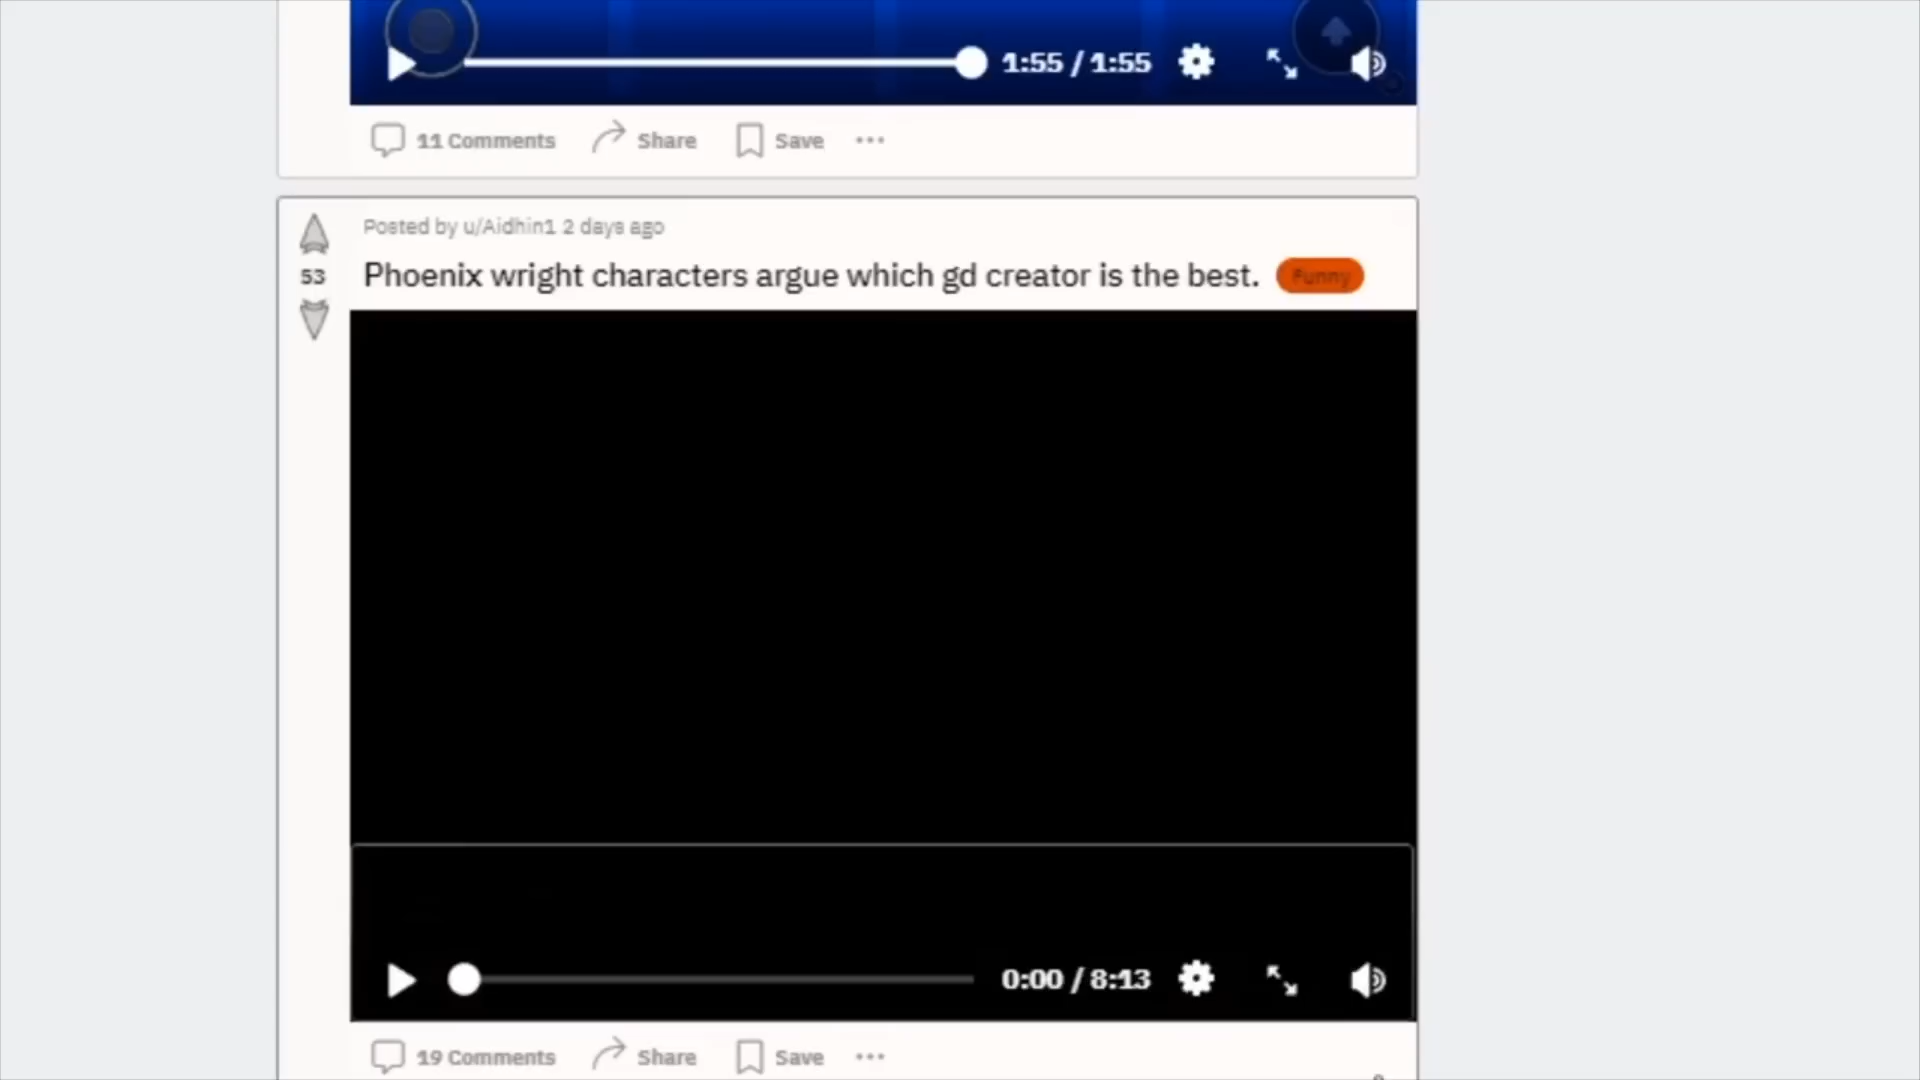 1:55 / 1:55
11 Comments Share Save
Posted by u/Aidhin1 2 days ago
53
Phoenix wright characters argue which gd creator is the best. Funny
0:00 / 8:13
19 Comments Share Save